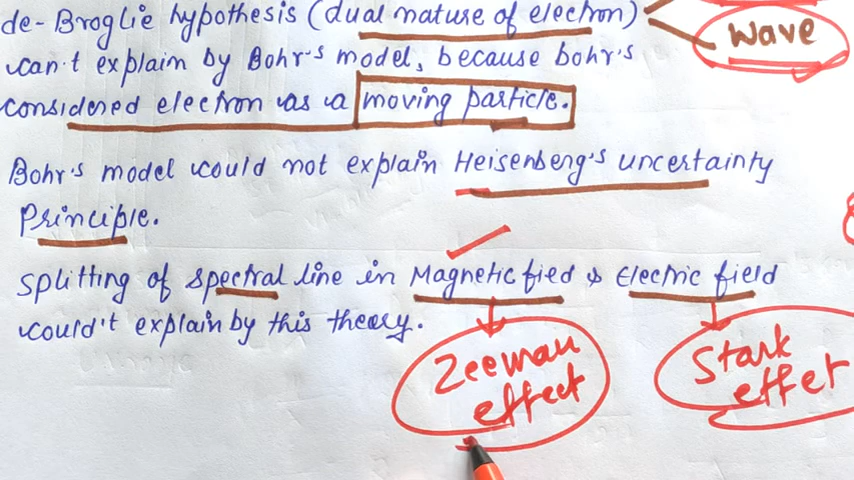 de-Broglie hypothesis (dual nature of electron)
Wave
can't explain by Bohr's model, because bohr's
considered electron as a moving particle.
Bohr's model could not explain Heisenberg's uncertainty
Principle.
splitting of spectral line in Magnetic fied & Electric field
could't explain by this theory.
Zeeman
effect
Stark
effet